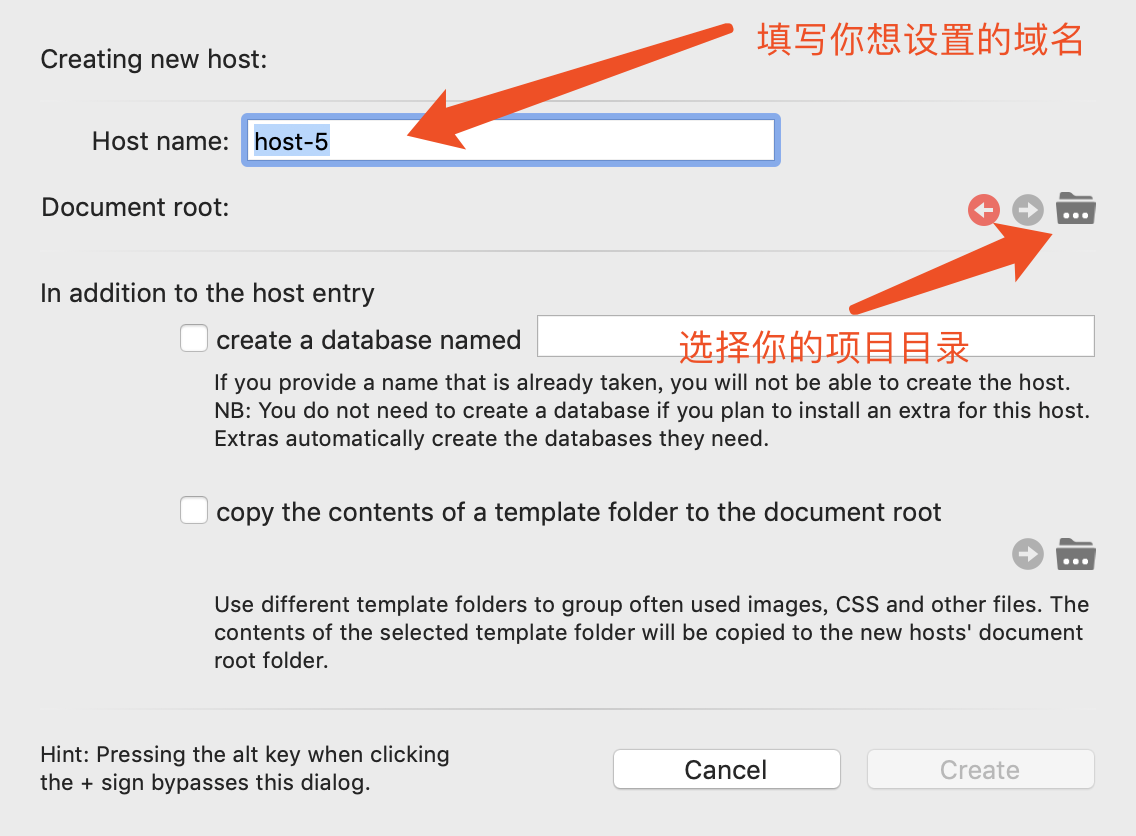 填写你想设置的域名
Creating new host:
Host name: host-5
Document root:
In addition to the host entry
create a database named
选择你的项目目录
If you provide a name that is already taken, you will not be able to create the host.
NB: You do not need to create a database if you plan to install an extra for this host.
Extras automatically create the databases they need.
copy the contents of a template folder to the document root
Use different template folders to group often used images, CSS and other files. The
contents of the selected template folder will be copied to the new hosts' document
root folder.
Hint: Pressing the alt key when clicking
the + sign bypasses this dialog.
Cancel
Create